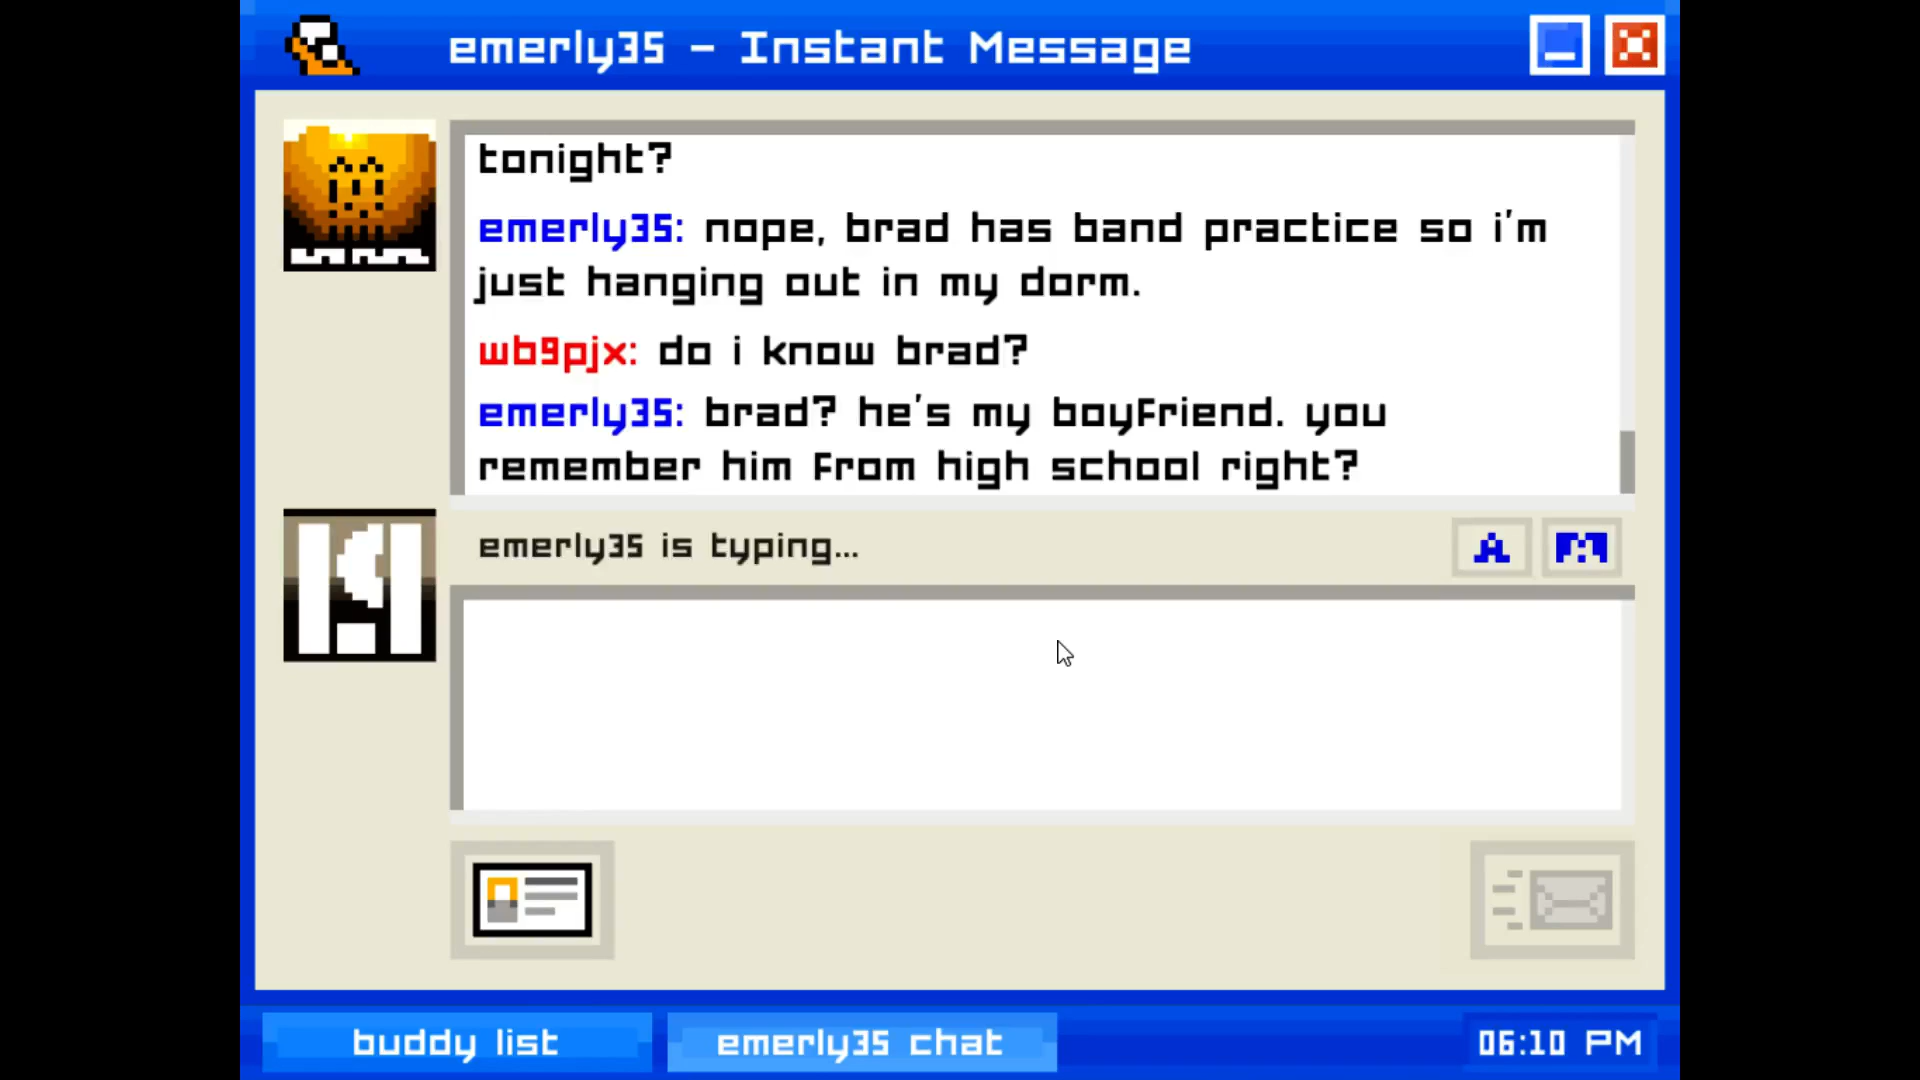 emerly35 - Instant Message
tonight?
emerly35: nope, brad has band practice so i'm
just hanging out in my dorm.
wb9pjx: do i know brad?
emerly35: brad? he's my boyfriend. you
remember him from high school right?
emerly35 is typing...
A
buddy list
emerly35 chat
06:10 PM